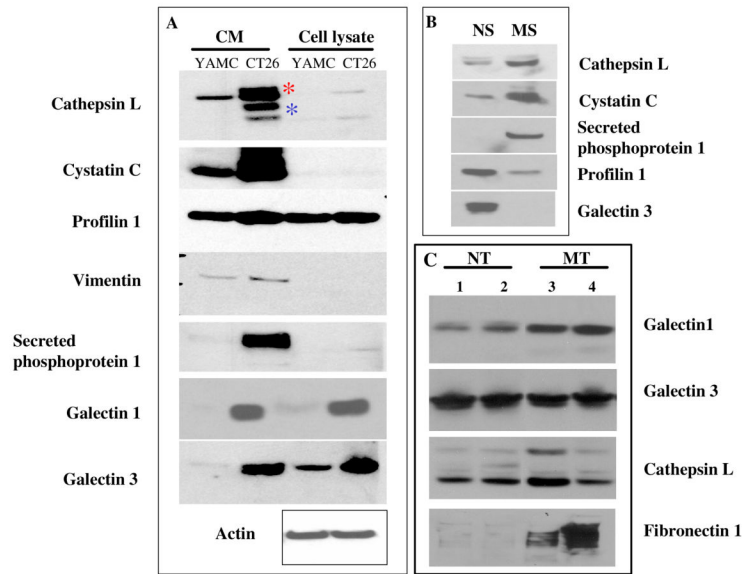 A
CM Cell lysate
YAMC CT26 YAMC CT26
Cathepsin L
*
*
Cystatin C
Profilin 1
Vimentin
Secreted
phosphoprotein 1
Galectin 1
Galectin 3
Actin
B
NS MS
Cathepsin L
Cystatin C
Secreted
phosphoprotein 1
Profilin 1
Galectin 3
C
NT MT
1 2 3 4
Galectin1
Galectin 3
Cathepsin L
Fibronectin 1